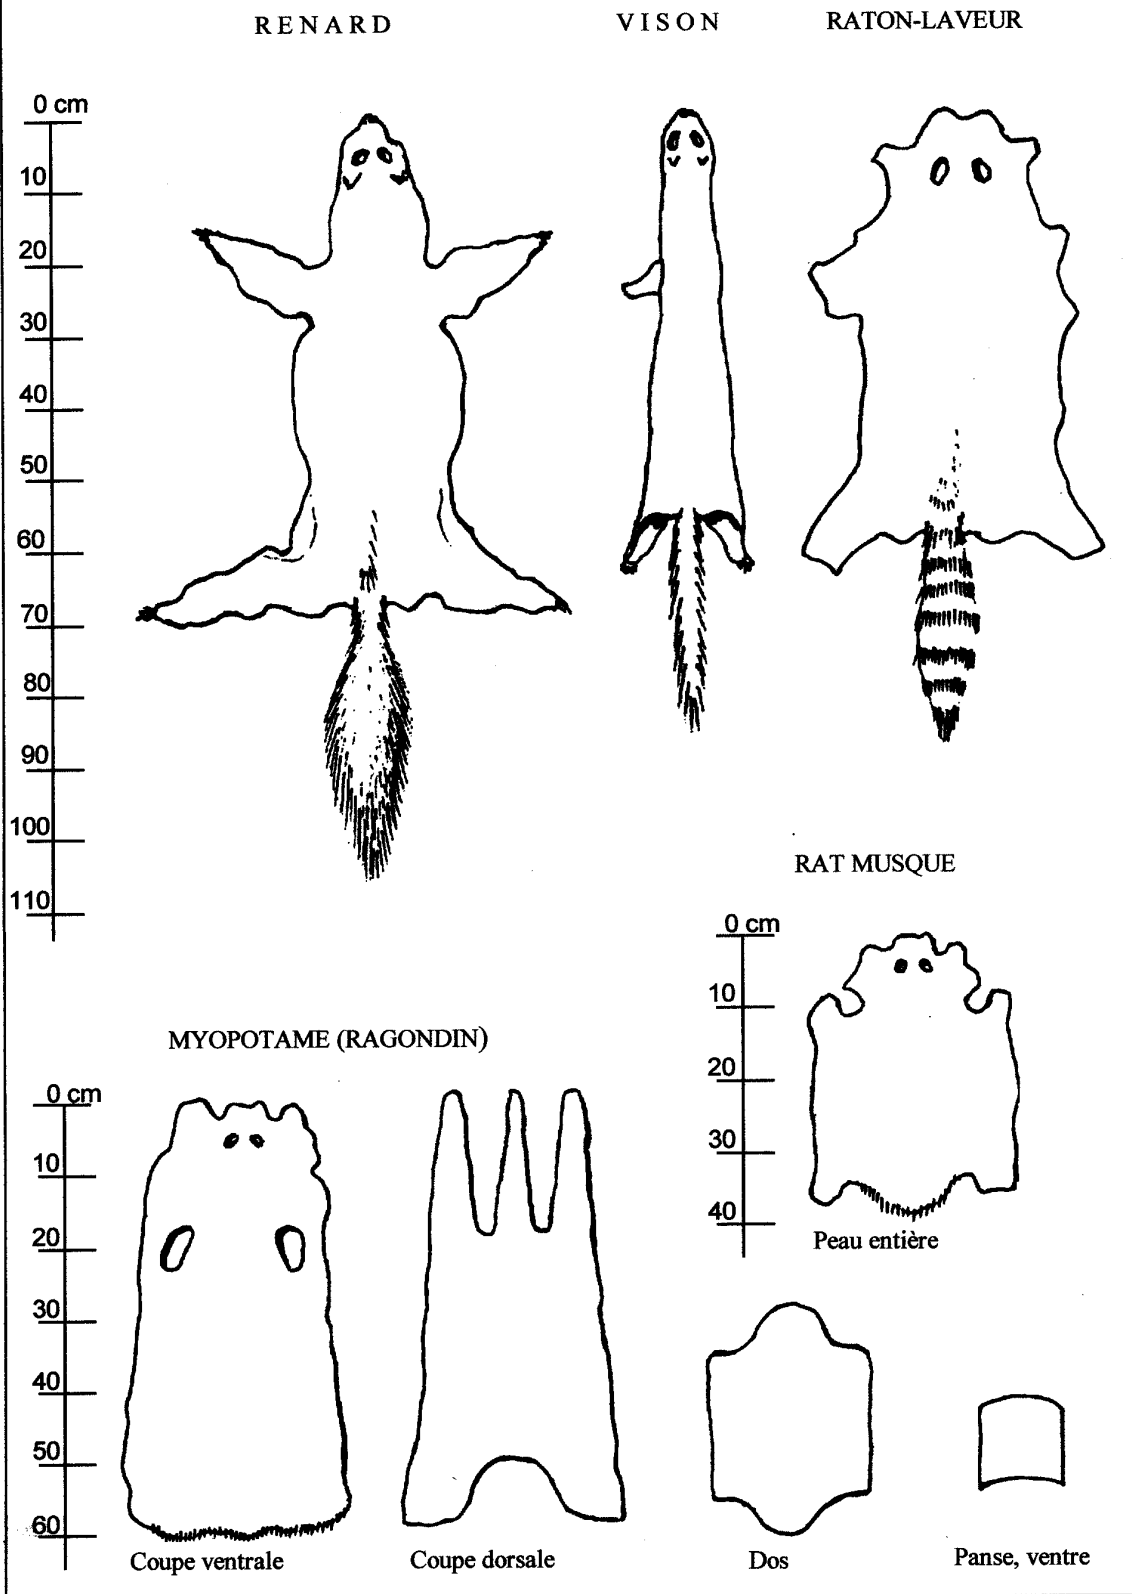 RENARD
VISON
RATON-LAVEUR
0 cm
10
20
30
40
50
60
70
80
90
100
110
RAT MUSQUE
0 cm
10
20
30
40
Peau entière
MYOPOTAME (RAGONDIN)
0 cm
10
20
30
40
50
60
Coupe ventrale
Coupe dorsale
Dos
Panse, ventre